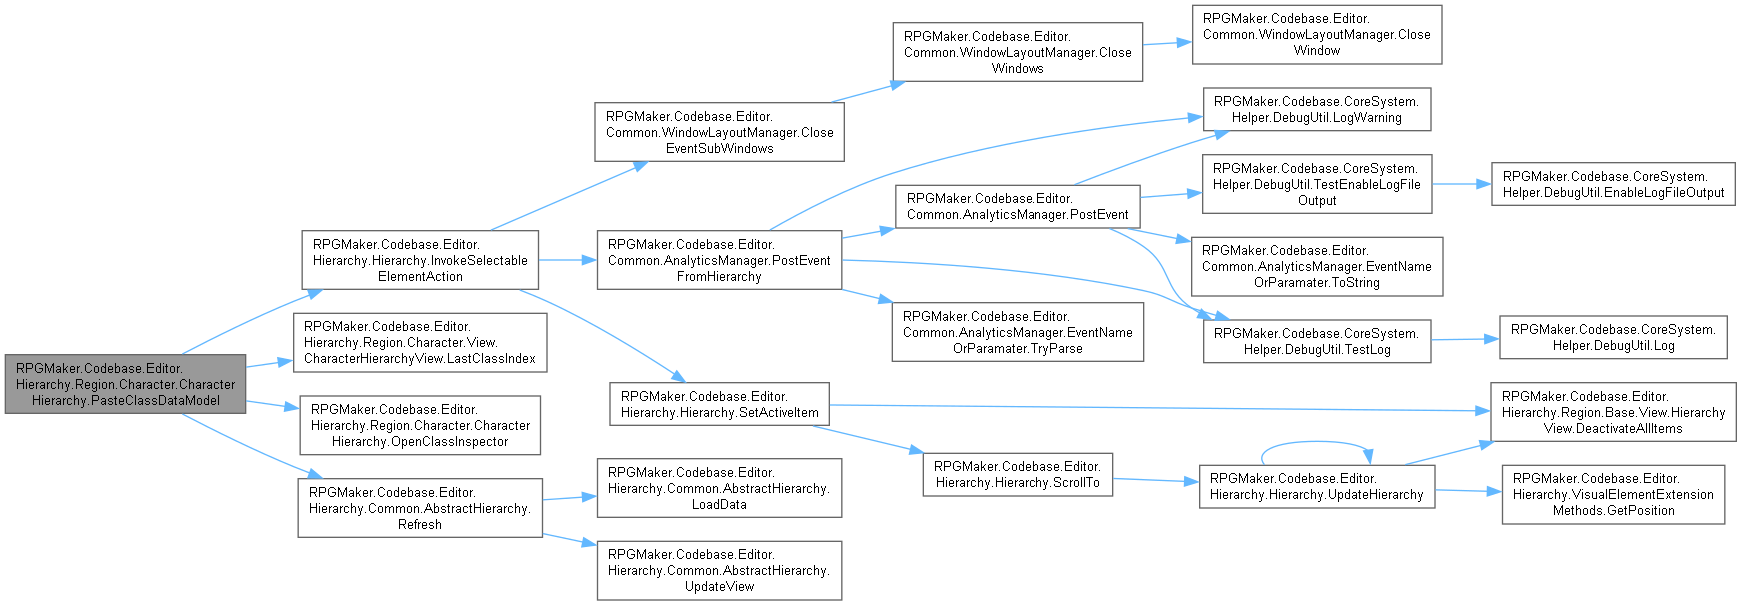 RPGMaker.Codebase.Editor.
Hierarchy.Region.Character.Character
Hierarchy.PasteClassDataModel
RPGMaker.Codebase.Editor.
Hierarchy.Hierarchy.InvokeSelectable
ElementAction
RPGMaker.Codebase.Editor.
Hierarchy.Region.Character.View.
CharacterHierarchyView.LastClassIndex
RPGMaker.Codebase.Editor.
Hierarchy.Region.Character.Character
Hierarchy.OpenClassInspector
RPGMaker.Codebase.Editor.
Hierarchy.Common.AbstractHierarchy.
Refresh
RPGMaker.Codebase.Editor.
Common.WindowLayoutManager.Close
EventSubWindows
RPGMaker.Codebase.Editor.
Common.AnalyticsManager.PostEvent
FromHierarchy
RPGMaker.Codebase.Editor.
Hierarchy.Hierarchy.SetActiveItem
RPGMaker.Codebase.Editor.
Hierarchy.Common.AbstractHierarchy.
LoadData
RPGMaker.Codebase.Editor.
Hierarchy.Common.AbstractHierarchy.
UpdateView
RPGMaker.Codebase.Editor.
Common.WindowLayoutManager.Close
Windows
RPGMaker.Codebase.Editor.
Common.AnalyticsManager.PostEvent
RPGMaker.Codebase.Editor.
Common.AnalyticsManager.EventName
OrParamater.TryParse
RPGMaker.Codebase.Editor.
Hierarchy.Hierarchy.ScrollTo
RPGMaker.Codebase.Editor.
Common.WindowLayoutManager.Close
Window
RPGMaker.Codebase.CoreSystem.
Helper.DebugUtil.LogWarning
RPGMaker.Codebase.CoreSystem.
Helper.DebugUtil.TestEnableLogFile
Output
RPGMaker.Codebase.Editor.
Common.AnalyticsManager.EventName
OrParamater.ToString
RPGMaker.Codebase.CoreSystem.
Helper.DebugUtil.TestLog
RPGMaker.Codebase.Editor.
Hierarchy.Hierarchy.UpdateHierarchy
RPGMaker.Codebase.CoreSystem.
Helper.DebugUtil.EnableLogFileOutput
RPGMaker.Codebase.CoreSystem.
Helper.DebugUtil.Log
RPGMaker.Codebase.Editor.
Hierarchy.Region.Base.View.Hierarchy
View.DeactivateAllItems
RPGMaker.Codebase.Editor.
Hierarchy.VisualElementExtension
Methods.GetPosition